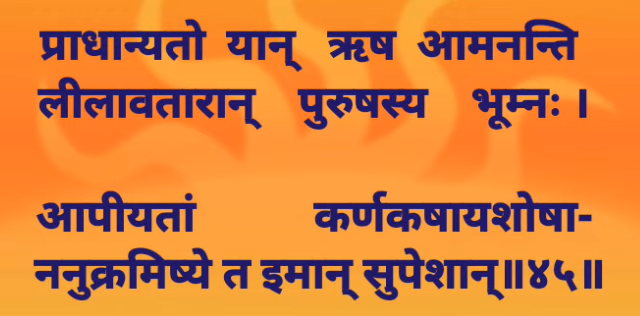 प्राधान्यतो यान् ऋष आमनन्ति
लीलावतारान् पुरुषस्य भूम्नः ।
आपीयतां कर्णकषायशोषा-
ननुक्रमिष्ये त इमान् सुपेशान्॥४५॥